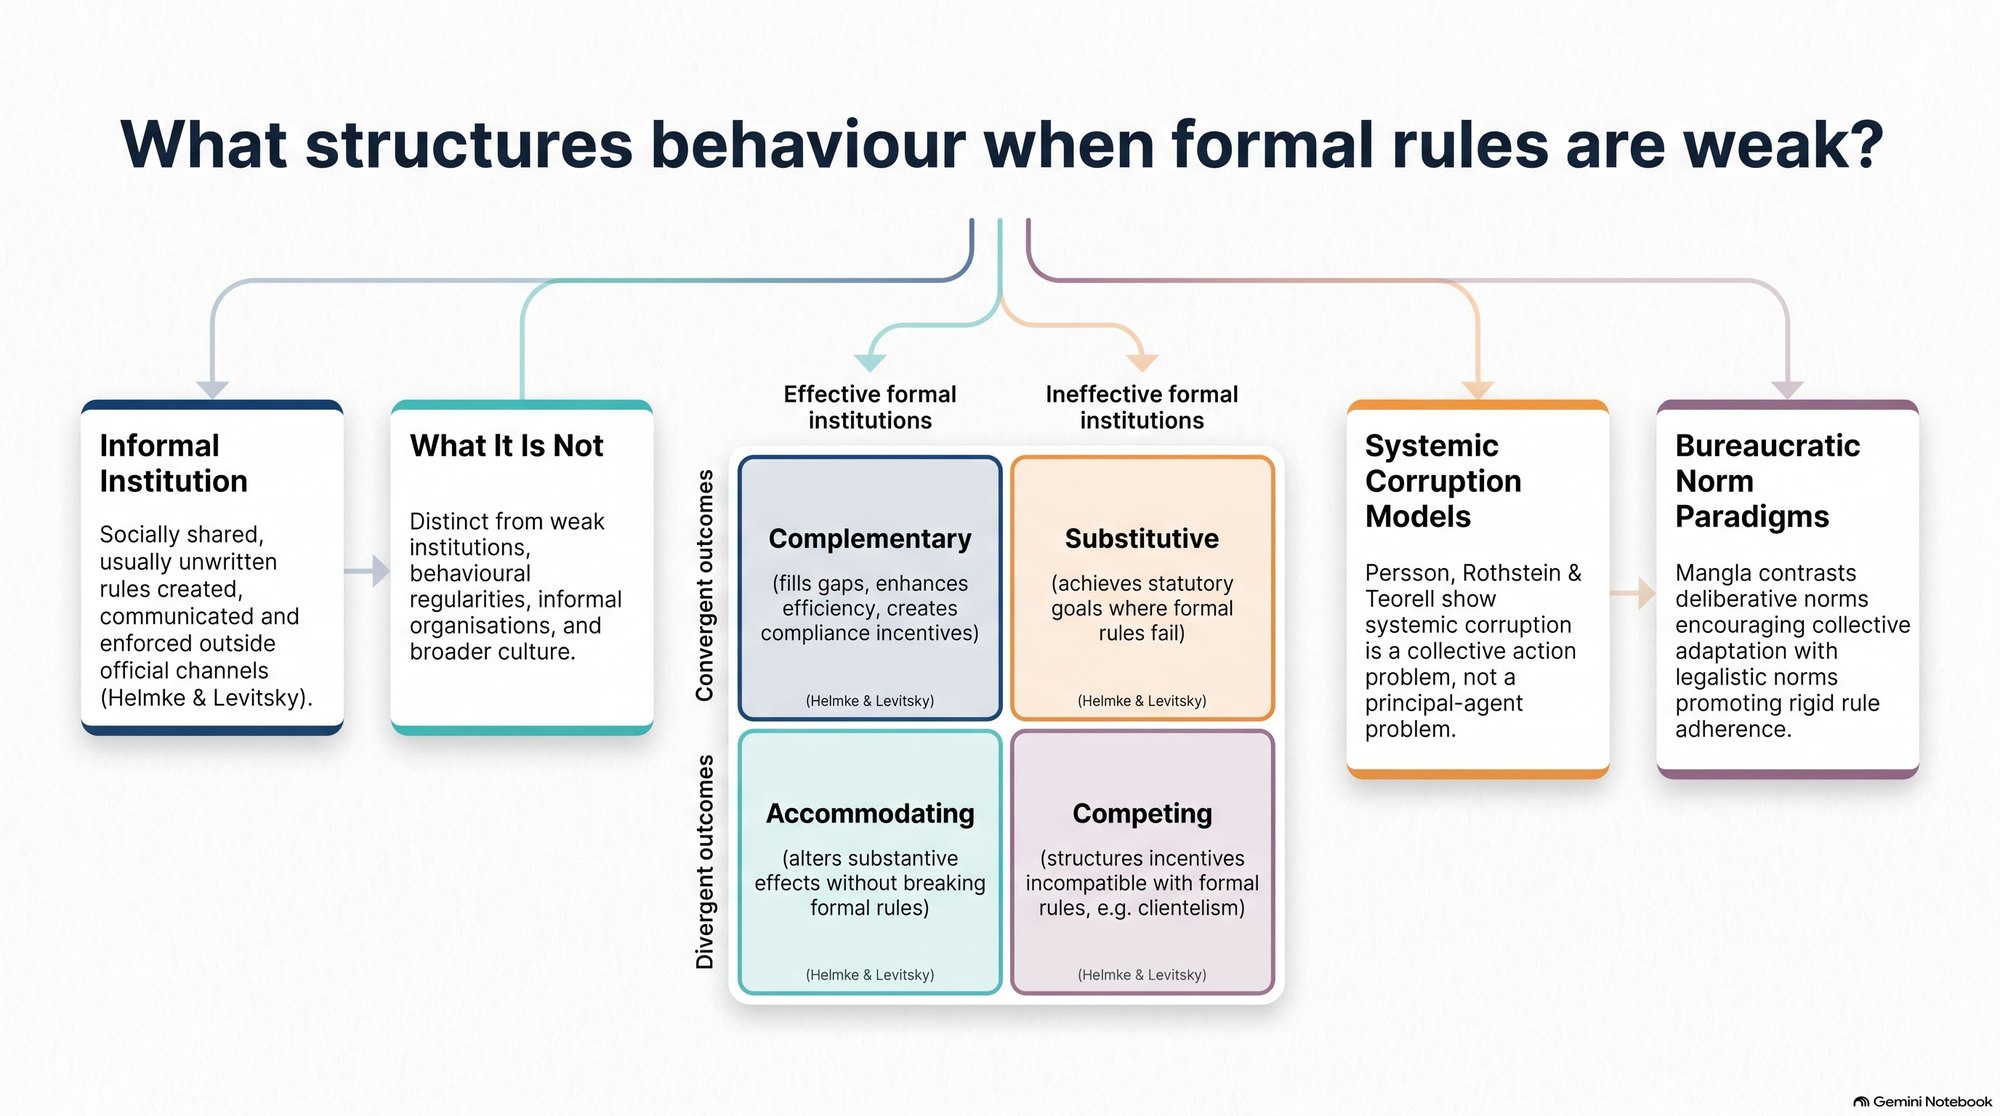 What structures behaviour when formal rules are weak?
Informal
Institution
Socially shared,
usually unwritten
rules created,
communicated and
enforced outside
official channels
(Helmke & Levitsky).
What It Is Not
Distinct from weak
institutions,
behavioural
regularities, informal
organisations, and
broader culture.
Effective formal
institutions
Ineffective formal
institutions
Convergent outcomes
Complementary
(fills gaps, enhances
efficiency, creates
compliance incentives)
(Helmke & Levitsky)
Substitutive
(achieves statutory
goals where formal
rules fail)
(Helmke & Levitsky)
Divergent outcomes
Accommodating
(alters substantive
effects without breaking
formal rules)
(Helmke & Levitsky)
Competing
(structures incentives
incompatible with formal
rules, e.g. clientelism)
(Helmke & Levitsky)
Systemic
Corruption
Models
Persson, Rothstein &
Teorell show
systemic corruption
is a collective action
problem, not a
principal-agent
problem.
Bureaucratic
Norm
Paradigms
Mangla contrasts
deliberative norms
encouraging collective
adaptation with
legalistic norms
promoting rigid rule
adherence.
Gemini Notebook